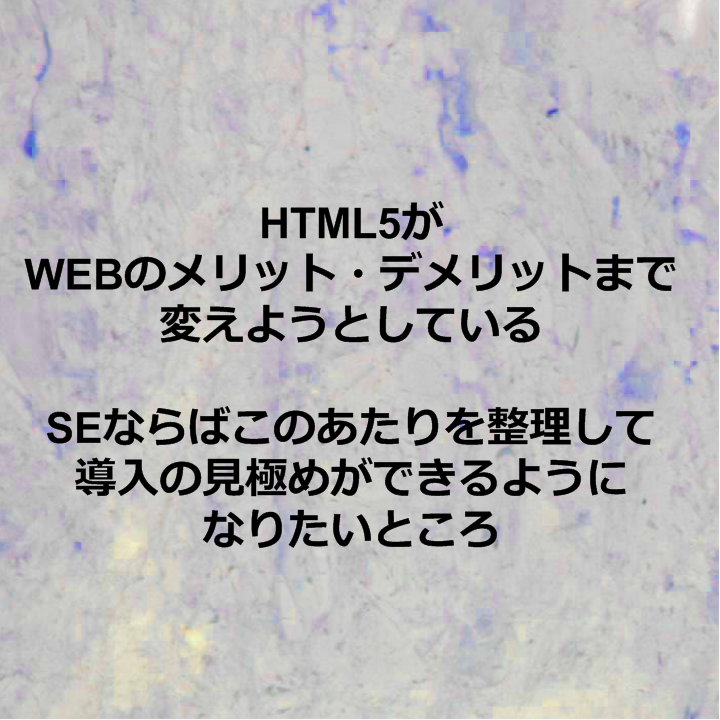 HTML5が
WEBのメリット・デメリットまで
変えようとしている
SEならばこのあたりを整理して
導入の見極めができるように
なりたいところ